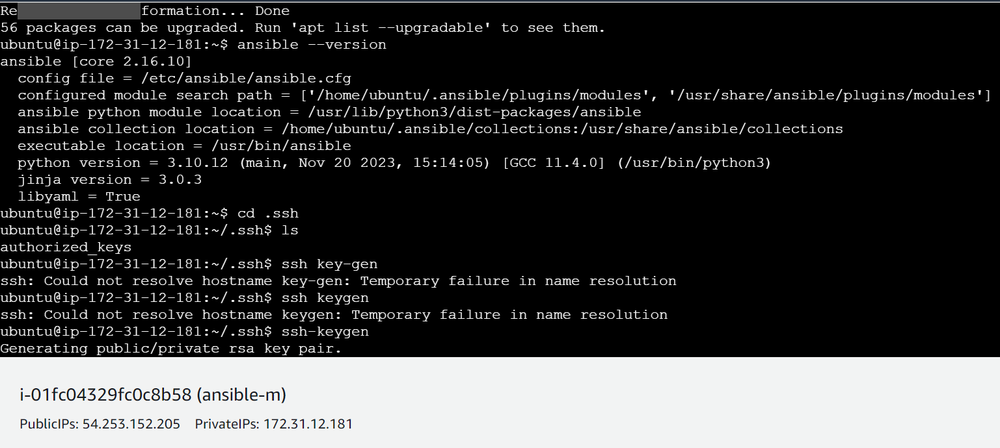 Re formation... Done
56 packages can be upgraded. Run 'apt list --upgradable' to see them.
ubuntu@ip-172-31-12-181:~$ ansible --version
ansible [core 2.16.10]
  config file = /etc/ansible/ansible.cfg
  configured module search path = ['/home/ubuntu/.ansible/plugins/modules', '/usr/share/ansible/plugins/modules']
  ansible python module location = /usr/lib/python3/dist-packages/ansible
  ansible collection location = /home/ubuntu/.ansible/collections:/usr/share/ansible/collections
  executable location = /usr/bin/ansible
  python version = 3.10.12 (main, Nov 20 2023, 15:14:05) [GCC 11.4.0] (/usr/bin/python3)
  jinja version = 3.0.3
  libyaml = True
ubuntu@ip-172-31-12-181:~$ cd .ssh
ubuntu@ip-172-31-12-181:~/.ssh$ ls
authorized_keys
ubuntu@ip-172-31-12-181:~/.ssh$ ssh key-gen
ssh: Could not resolve hostname key-gen: Temporary failure in name resolution
ubuntu@ip-172-31-12-181:~/.ssh$ ssh keygen
ssh: Could not resolve hostname keygen: Temporary failure in name resolution
ubuntu@ip-172-31-12-181:~/.ssh$ ssh-keygen
Generating public/private rsa key pair.
i-01fc04329fc0c8b58 (ansible-m)
PublicIPs: 54.253.152.205 PrivateIPs: 172.31.12.181